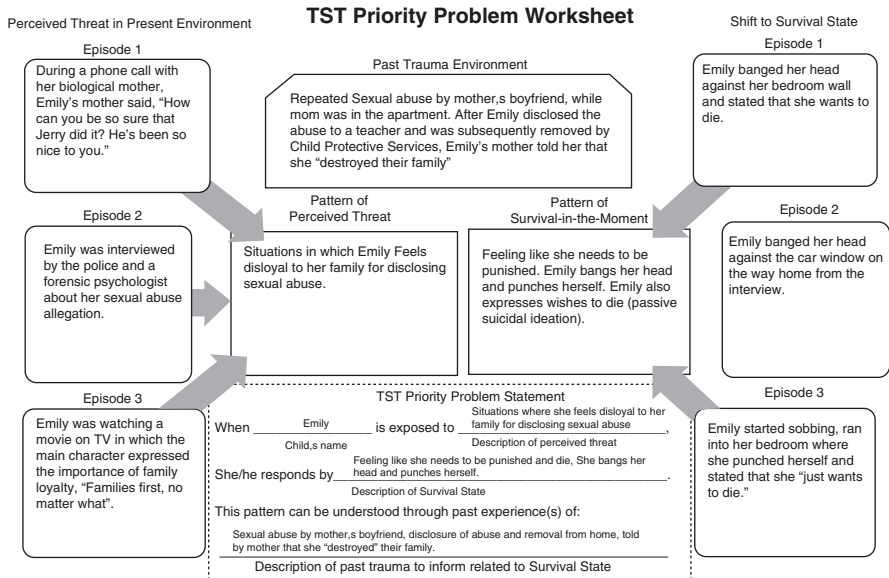 TST Priority Problem Worksheet
Perceived Threat in Present Environment
Episode 1
During a phone call with
her biological mother,
Emily's mother said, "How
can you be so sure that
Jerry did it? He's been so
nice to you."
Episode 2
Emily was interviewed
by the police and a
forensic psychologist
about her sexual abuse
allegation.
Episode 3
Emily was watching a
movie on TV in which the
main character expressed
the importance of family
loyalty, "Families first, no
matter what".
Past Trauma Environment
Repeated Sexual abuse by mother,s boyfriend, while
mom was in the apartment. After Emily disclosed the
abuse to a teacher and was subsequently removed by
Child Protective Services, Emily's mother told her that
she "destroyed their family"
Pattern of
Perceived Threat
Situations in which Emily Feels
disloyal to her family for disclosing
sexual abuse.
Pattern of
Survival-in-the-Moment
Feeling like she needs to be
punished. Emily bangs her head
and punches herself. Emily also
expresses wishes to die (passive
suicidal ideation).
Shift to Survival State
Episode 1
Emily banged her head
against her bedroom wall
and stated that she wants to
die.
Episode 2
Emily banged her head
against the car window on
the way home from the
interview.
Episode 3
Emily started sobbing, ran
into her bedroom where
she punched herself and
stated that she "just wants
to die."
TST Priority Problem Statement
Situations where she feels disloyal to her
When Emily is exposed to family for disclosing sexual abuse,
Child,s name Description of perceived threat
Feeling like she needs to be punished and die, She bangs her
She/he responds by head and punches herself.
Description of Survival State
This pattern can be understood through past experience(s) of:
Sexual abuse by mother,s boyfriend, disclosure of abuse and removal from home, told
by mother that she "destroyed" their family.
Description of past trauma to inform related to Survival State